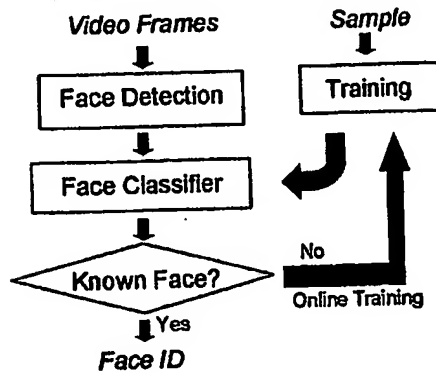 Video Frames
Sample
Face Detection
Training
Face Classifier
Known Face?
No
Online Training
Yes
Face ID